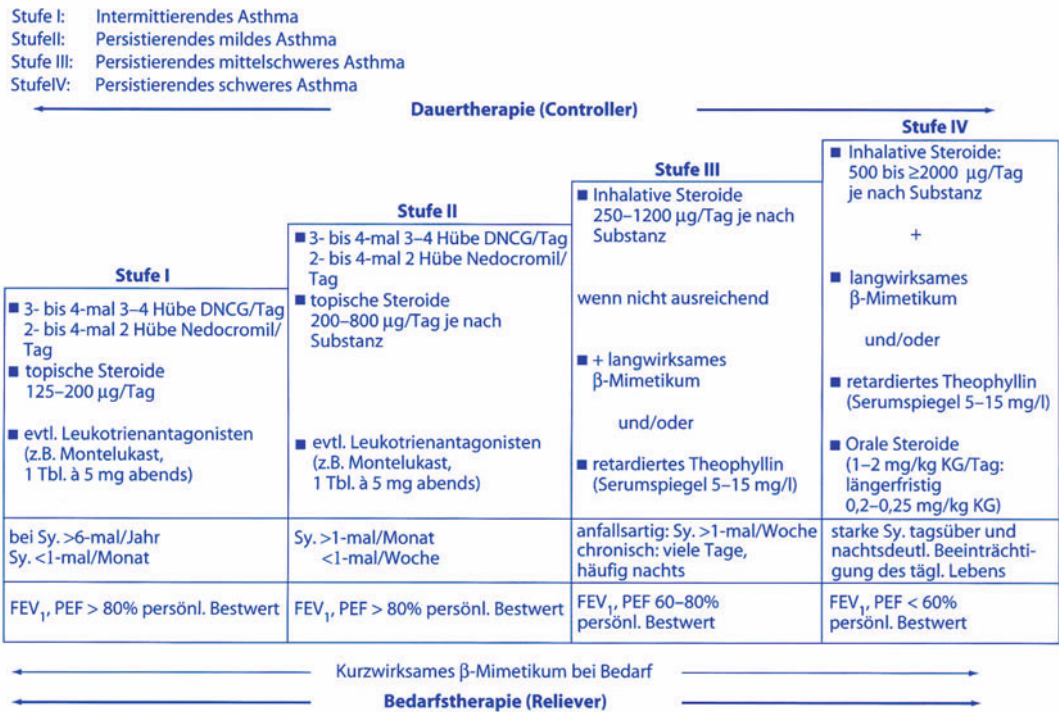 Stufe I: Intermittierendes Asthma
StufeII: Persistierendes mildes Asthma
Stufe III: Persistierendes mittelschweres Asthma
StufeIV: Persistierendes schweres Asthma
Dauertherapie (Controller)
Stufe I
■ 3- bis 4-mal 3–4 Hübe DNCG/Tag
2- bis 4-mal 2 Hübe Nedocromil/
Tag
■ topische Steroide
125–200 µg/Tag
■ evtl. Leukotrienantagonisten
(z.B. Montelukast,
1 Tbl. à 5 mg abends)
bei Sy. >6-mal/Jahr
Sy. <1-mal/Monat
FEV₁, PEF > 80% persönl. Bestwert
Stufe II
■ 3- bis 4-mal 3–4 Hübe DNCG/Tag
2- bis 4-mal 2 Hübe Nedocromil/
Tag
■ topische Steroide
200–800 µg/Tag je nach
Substanz
■ evtl. Leukotrienantagonisten
(z.B. Montelukast,
1 Tbl. à 5 mg abends)
Sy. >1-mal/Monat
<1-mal/Woche
FEV₁, PEF > 80% persönl. Bestwert
Stufe III
■ Inhalative Steroide
250–1200 µg/Tag je nach
Substanz
wenn nicht ausreichend
■ + langwirksames
β-Mimetikum
und/oder
■ retardiertes Theophyllin
(Serumspiegel 5–15 mg/l)
anfallsartig: Sy. >1-mal/Woche
chronisch: viele Tage,
häufig nachts
FEV₁, PEF 60–80%
persönl. Bestwert
Stufe IV
■ Inhalative Steroide:
500 bis ≥2000 µg/Tag
je nach Substanz
+
■ langwirksames
β-Mimetikum
und/oder
■ retardiertes Theophyllin
(Serumspiegel 5–15 mg/l)
■ Orale Steroide
(1–2 mg/kg KG/Tag:
längerfristig
0,2–0,25 mg/kg KG)
starke Sy. tagsüber und
nachtsdeutl. Beeinträchti-
gung des tägl. Lebens
FEV₁, PEF < 60%
persönl. Bestwert
Kurzwirksames β-Mimetikum bei Bedarf
Bedarfstherapie (Reliever)